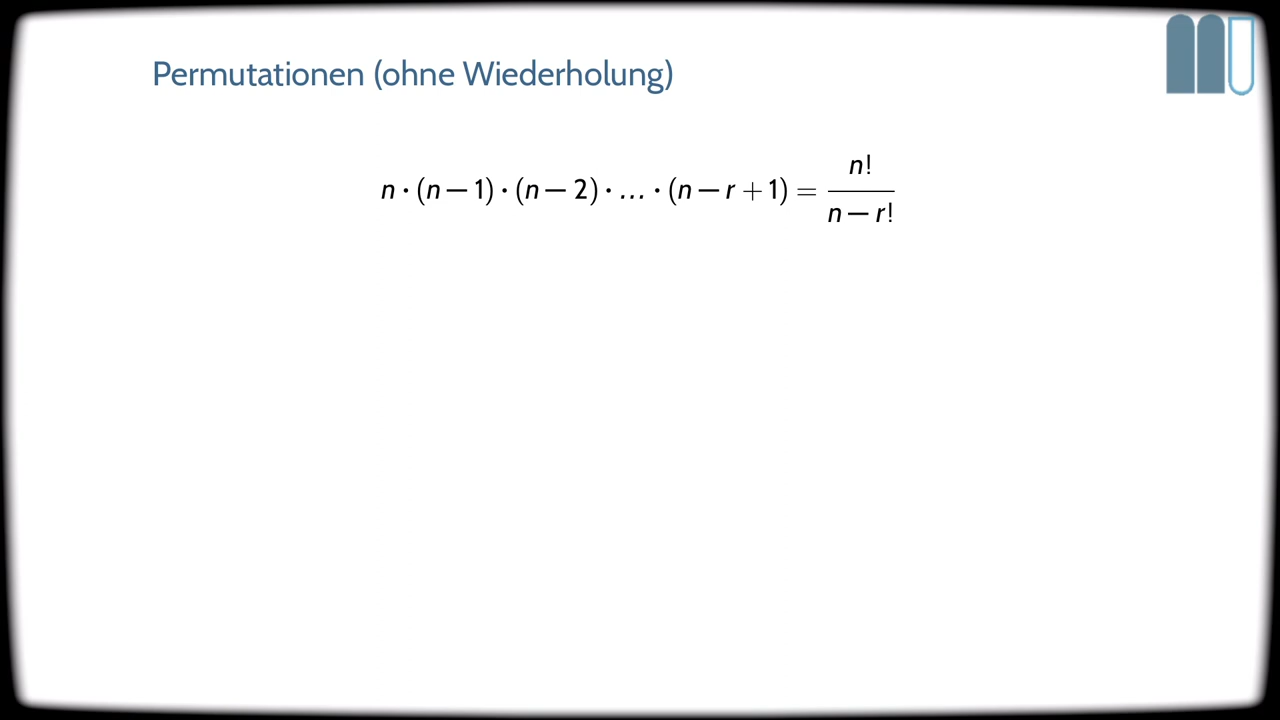 Permutationen (ohne Wiederholung)
n · (n − 1) · (n − 2) · … · (n − r + 1) = n! / n − r!